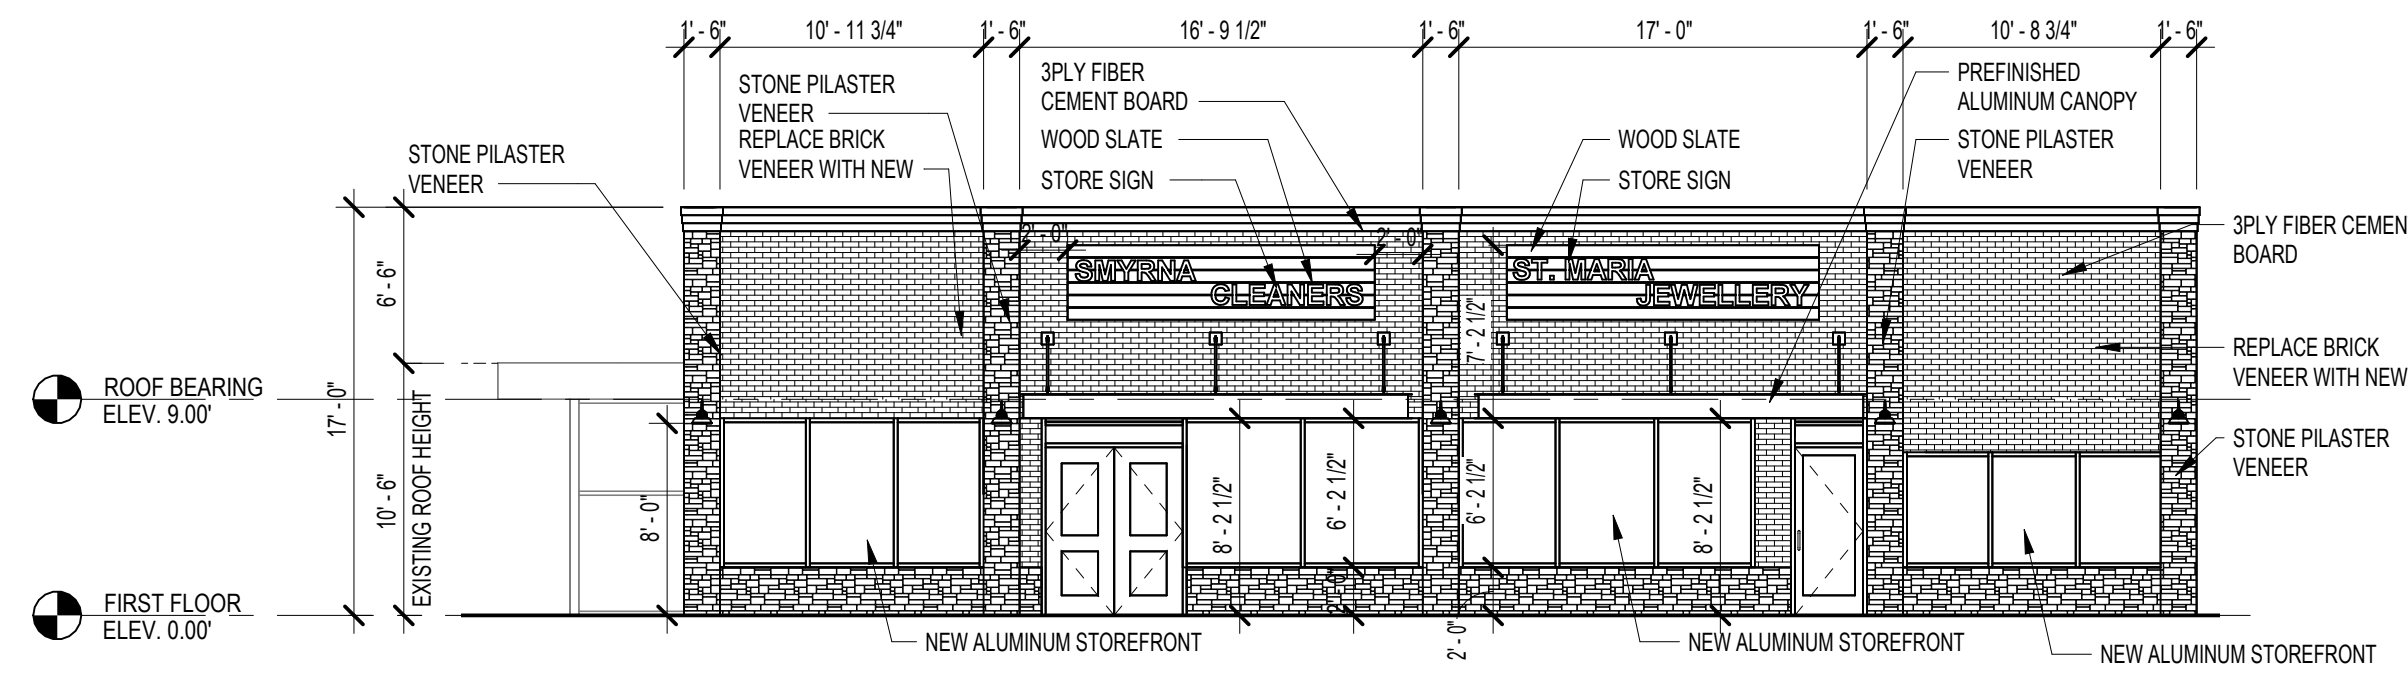 1' - 6"
10' - 11 3/4"
1' - 6"
16' - 9 1/2"
1' - 6"
17' - 0"
1' - 6"
10' - 8 3/4"
1' - 6"
STONE PILASTER
VENEER
STONE PILASTER
VENEER
REPLACE BRICK
VENEER WITH NEW
3PLY FIBER
CEMENT BOARD
WOOD SLATE
STORE SIGN
WOOD SLATE
STORE SIGN
PREFINISHED
ALUMINUM CANOPY
STONE PILASTER
VENEER
3PLY FIBER CEMEN
BOARD
REPLACE BRICK
VENEER WITH NEW
STONE PILASTER
VENEER
2' - 0"
2' - 0"
SMYRNA
CLEANERS
ST. MARIA
JEWELLERY
6' - 6"
17' - 0"
10' - 6"
EXISTING ROOF HEIGHT
8' - 0"
7' - 2 1/2"
8' - 2 1/2"
6' - 2 1/2"
2' - 0"
6' - 2 1/2"
2' - 0"
8' - 2 1/2"
ROOF BEARING
ELEV. 9.00'
FIRST FLOOR
ELEV. 0.00'
NEW ALUMINUM STOREFRONT
NEW ALUMINUM STOREFRONT
NEW ALUMINUM STOREFRONT